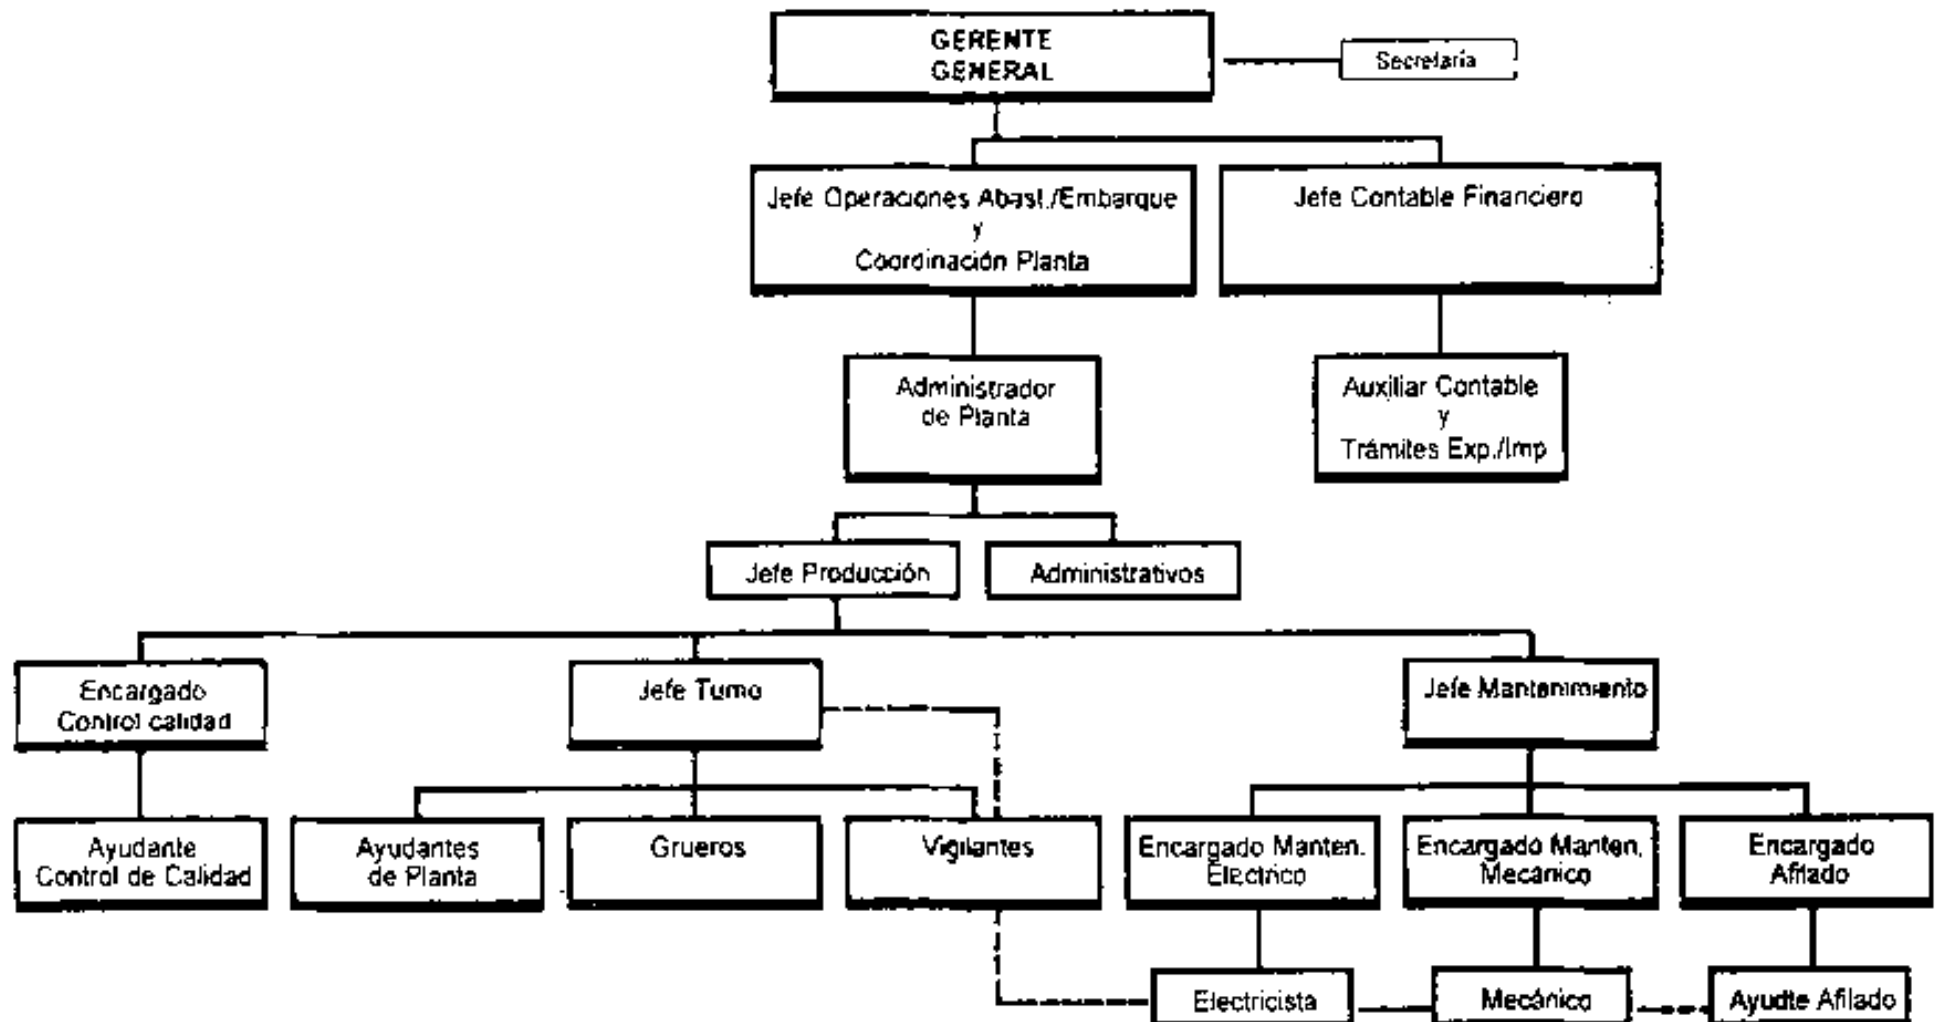 GERENTE
GENERAL
Secretaría
Jefe Operaciones Abast./Embarque
y
Coordinación Planta
Jefe Contable Financiero
Administrador
de Planta
Auxiliar Contable
y
Trámites Exp./Imp
Jefe Producción
Administrativos
Encargado
Control calidad
Jefe Turno
Jefe Mantenimiento
Ayudante
Control de Calidad
Ayudantes
de Planta
Grueros
Vigilantes
Encargado Manten.
Electrico
Encargado Manten.
Mecánico
Encargado
Afilado
Electricista
Mecánico
Ayudte Afilado